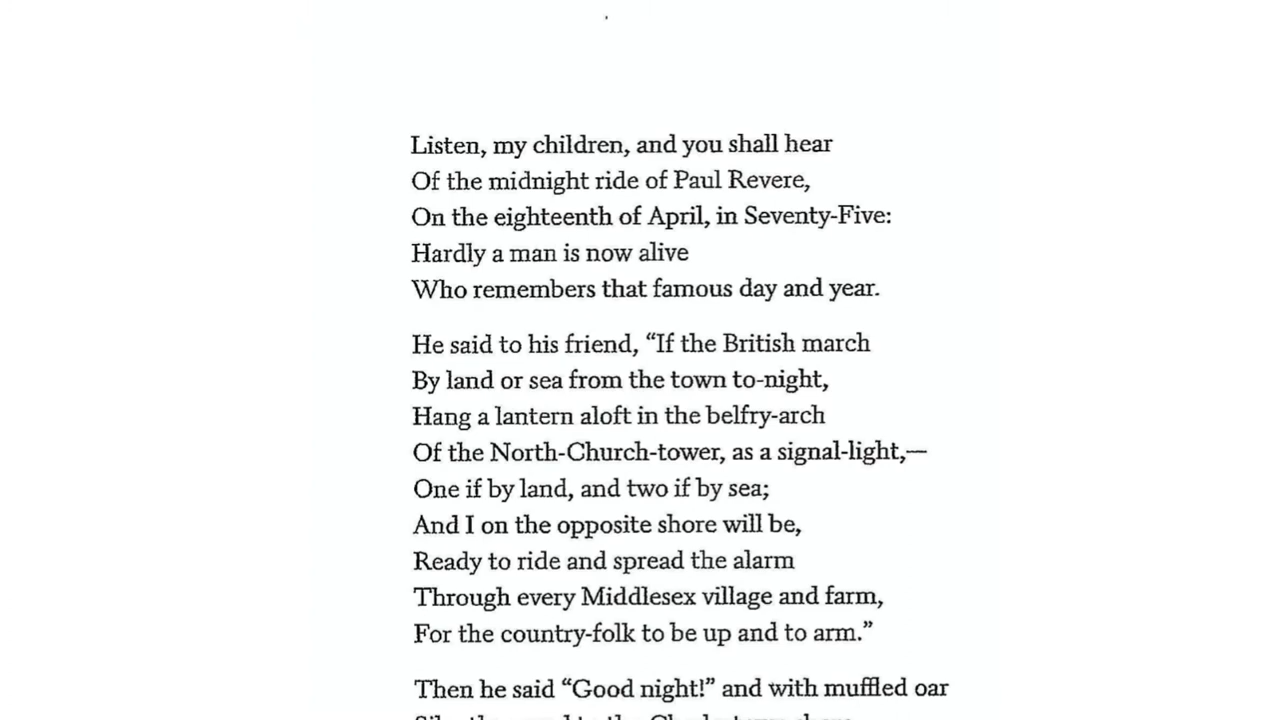 Listen, my children, and you shall hear
Of the midnight ride of Paul Revere,
On the eighteenth of April, in Seventy-Five:
Hardly a man is now alive
Who remembers that famous day and year.
He said to his friend, “If the British march
By land or sea from the town to-night,
Hang a lantern aloft in the belfry-arch
Of the North-Church-tower, as a signal-light,—
One if by land, and two if by sea;
And I on the opposite shore will be,
Ready to ride and spread the alarm
Through every Middlesex village and farm,
For the country-folk to be up and to arm.”
Then he said “Good night!” and with muffled oar